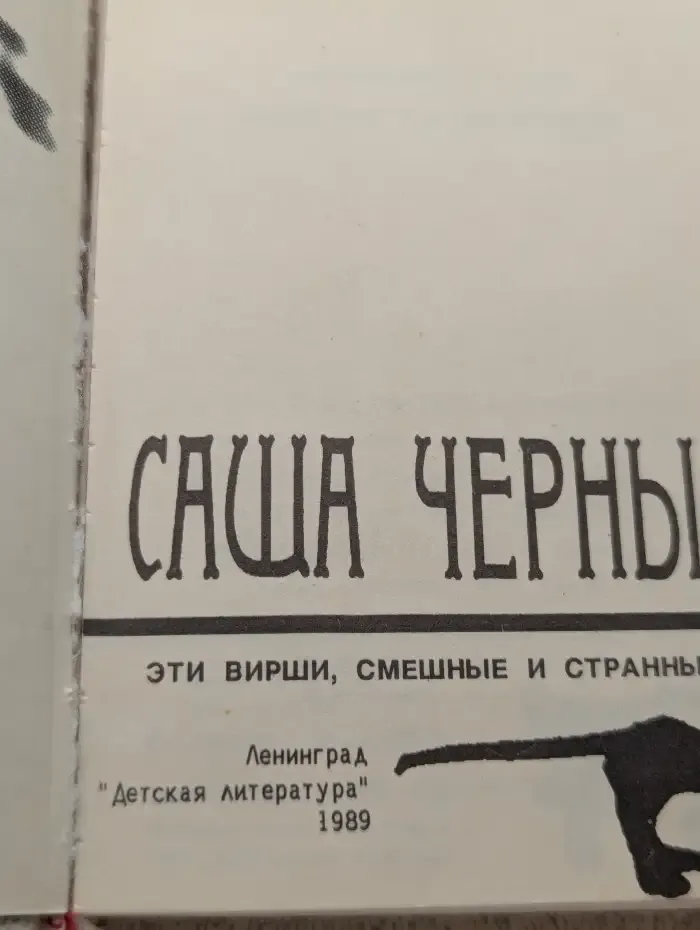 САША ЧЕРНЫ
ЭТИ ВИРШИ, СМЕШНЫЕ И СТРАННЫ
Ленинград
"Детская литература"
1989